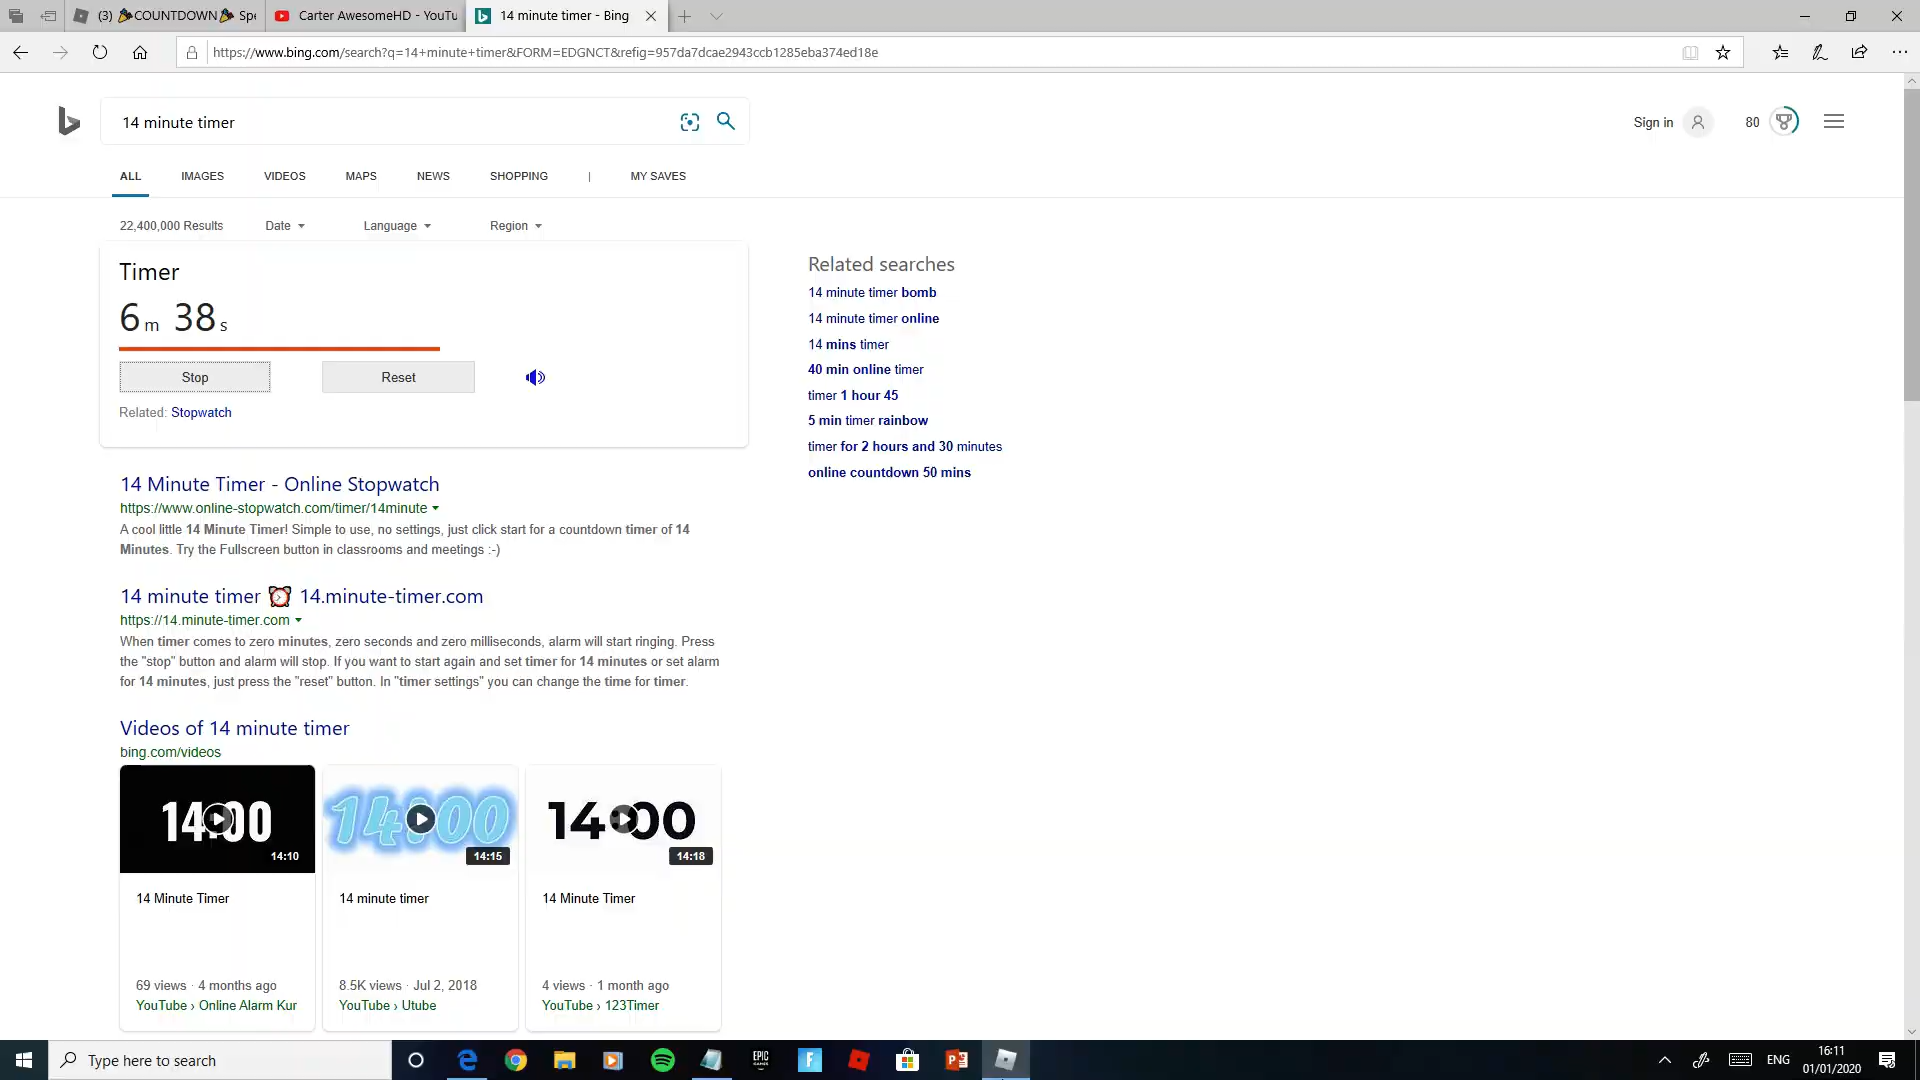 (3) 🎉COUNTDOWN🎉 Spe
Carter AwesomeHD - YouTu
14 minute timer - Bing
https://www.bing.com/search?q=14+minute+timer&FORM=EDGNCT&refig=957da7dcae2943ccb1285eba374ed18e
14 minute timer
Sign in
80
ALL IMAGES VIDEOS MAPS NEWS SHOPPING | MY SAVES
22,400,000 Results Date Language Region
Timer
6 m 38 s
Stop Reset
Related: Stopwatch
Related searches
14 minute timer bomb
14 minute timer online
14 mins timer
40 min online timer
timer 1 hour 45
5 min timer rainbow
timer for 2 hours and 30 minutes
online countdown 50 mins
14 Minute Timer - Online Stopwatch
https://www.online-stopwatch.com/timer/14minute
A cool little 14 Minute Timer! Simple to use, no settings, just click start for a countdown timer of 14
Minutes. Try the Fullscreen button in classrooms and meetings :-)
14 minute timer ⏰ 14.minute-timer.com
https://14.minute-timer.com
When timer comes to zero minutes, zero seconds and zero milliseconds, alarm will start ringing. Press
the "stop" button and alarm will stop. If you want to start again and set timer for 14 minutes or set alarm
for 14 minutes, just press the "reset" button. In "timer settings" you can change the time for timer.
Videos of 14 minute timer
bing.com/videos
14:00
14:10
14 Minute Timer
69 views · 4 months ago
YouTube › Online Alarm Kur
14:00
14:15
14 minute timer
8.5K views · Jul 2, 2018
YouTube › Utube
14:00
14:18
14 Minute Timer
4 views · 1 month ago
YouTube › 123Timer
Type here to search
EPIC
GAMES
ENG
16:11
01/01/2020